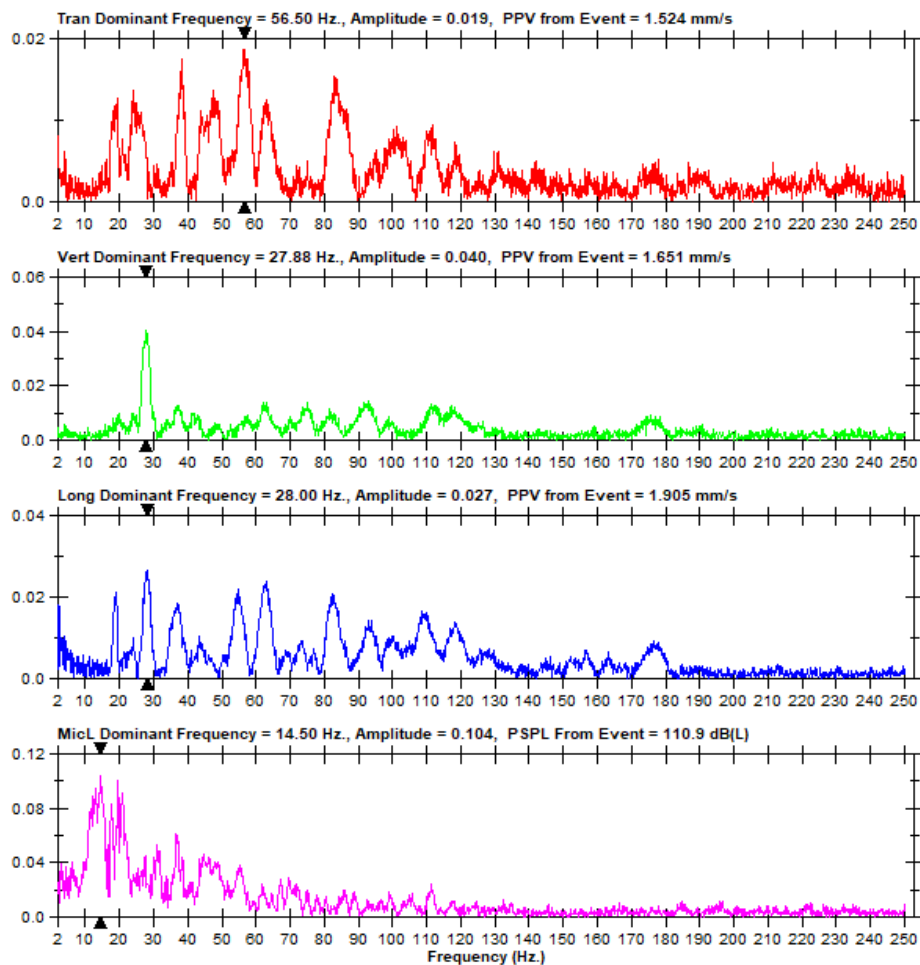 Tran Dominant Frequency = 56.50 Hz., Amplitude = 0.019, PPV from Event = 1.524 mm/s
0.02
0.0
2 10 20 30 40 50 60 70 80 90 100 110 120 130 140 150 160 170 180 190 200 210 220 230 240 250
Vert Dominant Frequency = 27.88 Hz., Amplitude = 0.040, PPV from Event = 1.651 mm/s
0.06
0.04
0.02
0.0
2 10 20 30 40 50 60 70 80 90 100 110 120 130 140 150 160 170 180 190 200 210 220 230 240 250
Long Dominant Frequency = 28.00 Hz., Amplitude = 0.027, PPV from Event = 1.905 mm/s
0.04
0.02
0.0
2 10 20 30 40 50 60 70 80 90 100 110 120 130 140 150 160 170 180 190 200 210 220 230 240 250
MicL Dominant Frequency = 14.50 Hz., Amplitude = 0.104, PSPL From Event = 110.9 dB(L)
0.12
0.08
0.04
0.0
2 10 20 30 40 50 60 70 80 90 100 110 120 130 140 150 160 170 180 190 200 210 220 230 240 250
Frequency (Hz.)